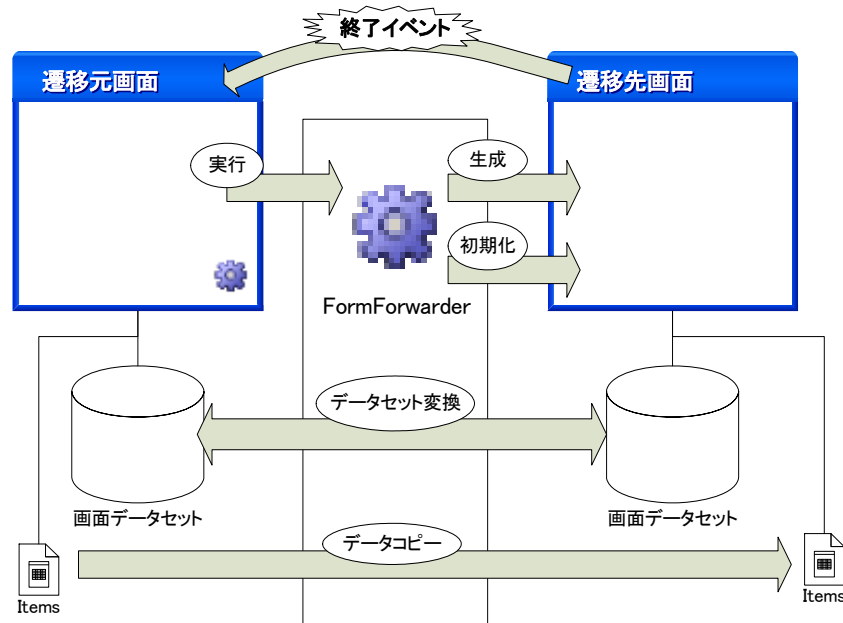 終了イベント
遷移元画面
遷移先画面
実行
生成
初期化
FormForwarder
データセット変換
画面データセット
画面データセット
データコピー
Items
Items